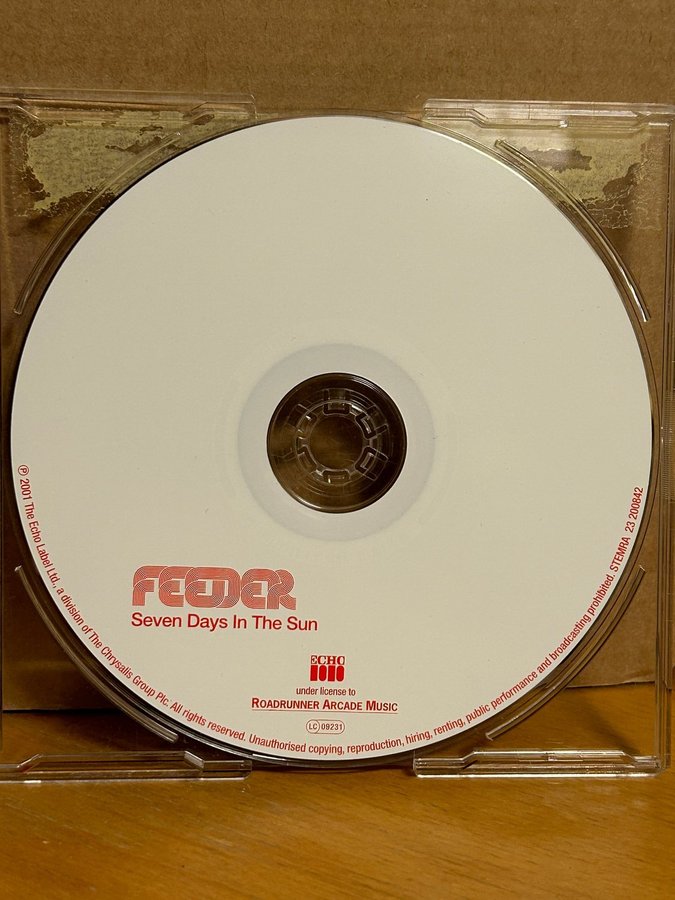 FEEDER
Seven Days In The Sun
ECHO
under license to
ROADRUNNER ARCADE MUSIC
LC 09231
℗ 2001 The Echo Label Ltd., a division of The Chrysalis Group Plc. All rights reserved. Unauthorised copying, reproduction, hiring, renting, public performance and broadcasting prohibited. STEMRA 23 200842